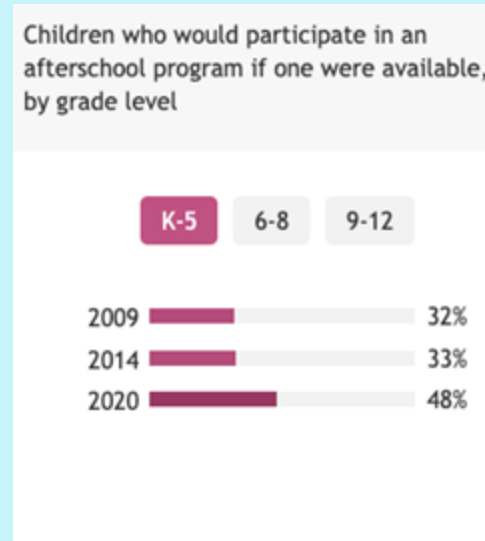 Children who would participate in an
afterschool program if one were available,
by grade level
K-5 6-8 9-12
2009 32%
2014 33%
2020 48%